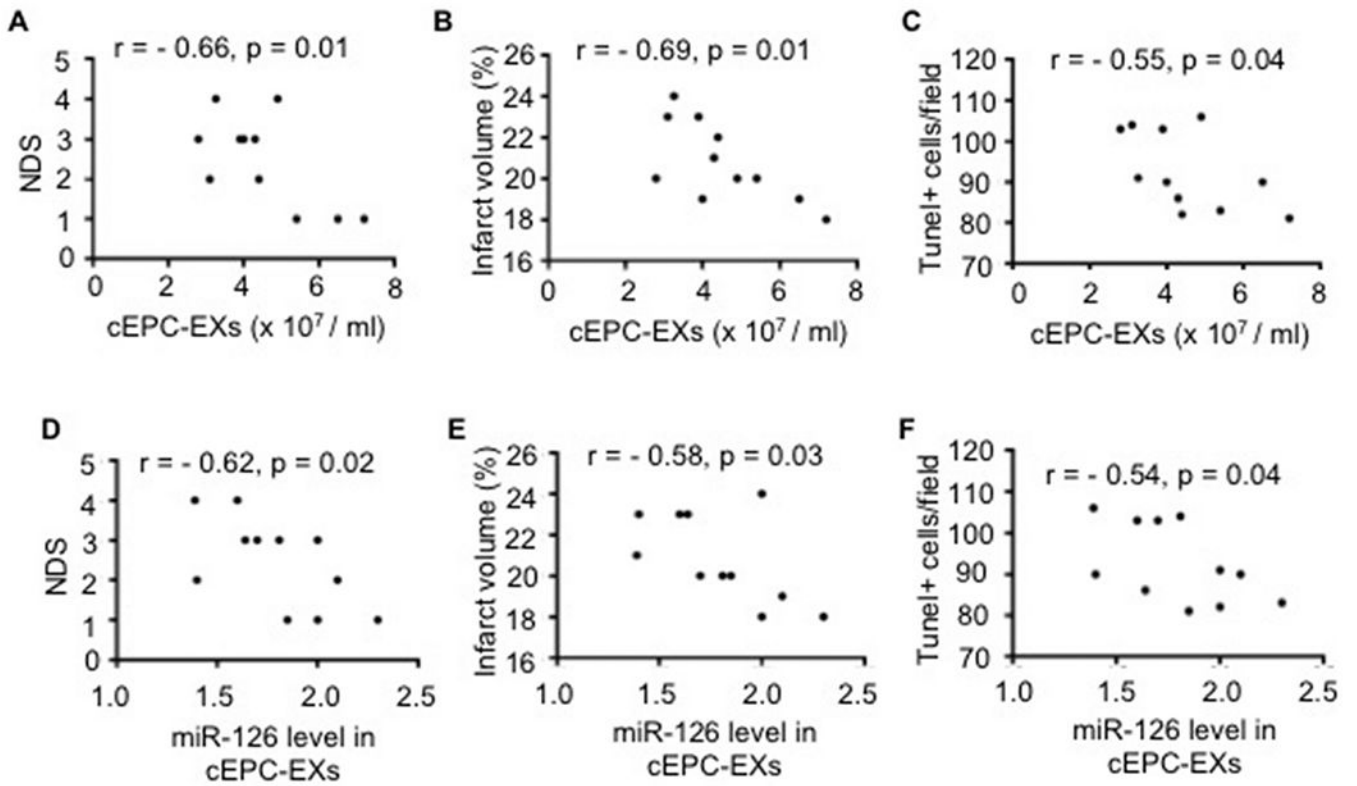 A
r = - 0.66, p = 0.01
5
4
3
2
1
0
NDS
0 2 4 6 8
cEPC-EXs (x 10⁷ / ml)
B
r = - 0.69, p = 0.01
26
24
22
20
18
16
Infarct volume (%)
0 2 4 6 8
cEPC-EXs (x 10⁷ / ml)
C
r = - 0.55, p = 0.04
120
110
100
90
80
70
Tunel+ cells/field
0 2 4 6 8
cEPC-EXs (x 10⁷ / ml)
D
r = - 0.62, p = 0.02
5
4
3
2
1
0
NDS
1.0 1.5 2.0 2.5
miR-126 level in
cEPC-EXs
E
r = - 0.58, p = 0.03
26
24
22
20
18
16
Infarct volume (%)
1.0 1.5 2.0 2.5
miR-126 level in
cEPC-EXs
F
r = - 0.54, p = 0.04
120
110
100
90
80
70
Tunel+ cells/field
1.0 1.5 2.0 2.5
miR-126 level in
cEPC-EXs